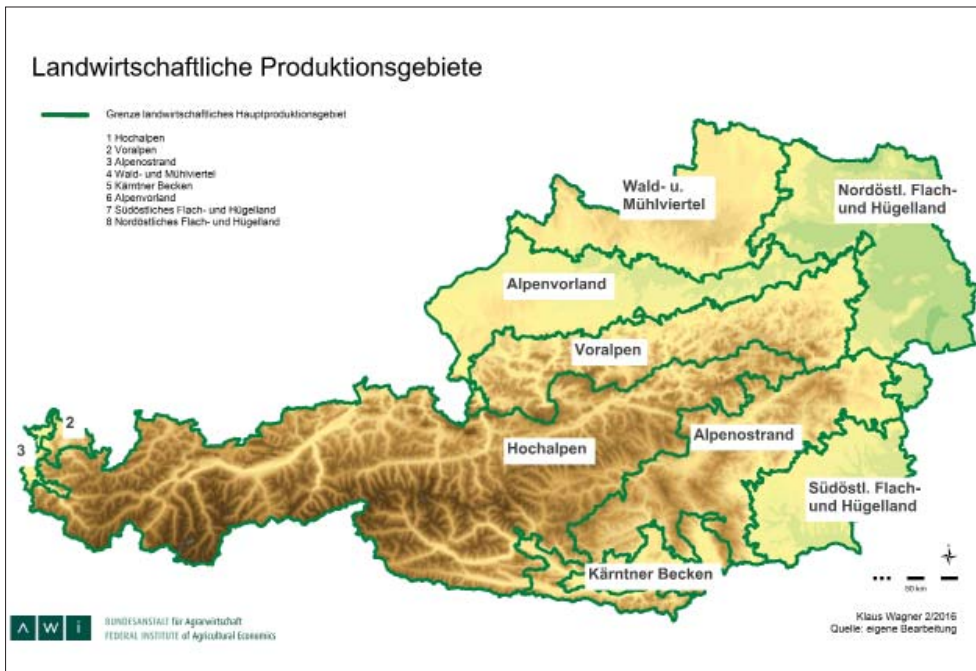 Landwirtschaftliche Produktionsgebiete
Grenze landwirtschaftliches Hauptproduktionsgebiet
1 Hochalpen
2 Voralpen
3 Alpenostrand
4 Wald- und Mühlviertel
5 Kärntner Becken
6 Alpenvorland
7 Südöstliches Flach- und Hügelland
8 Nordöstliches Flach- und Hügelland
Wald- u.
Mühlviertel
Nordöstl. Flach-
und Hügelland
Alpenvorland
Voralpen
2
3
Hochalpen
Alpenostrand
Südöstl. Flach-
und Hügelland
Kärntner Becken
50 km
AWI
BUNDESANSTALT für Agrarwirtschaft
FEDERAL INSTITUTE of Agricultural Economics
Klaus Wagner 2/2016
Quelle: eigene Bearbeitung